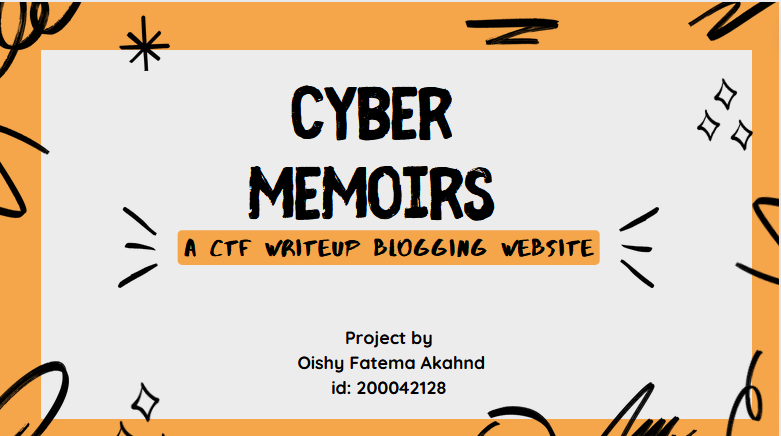 CYBER
MEMOIRS
A CTF WRITEUP BLOGGING WEBSITE
Project by
Oishy Fatema Akahnd
id: 200042128